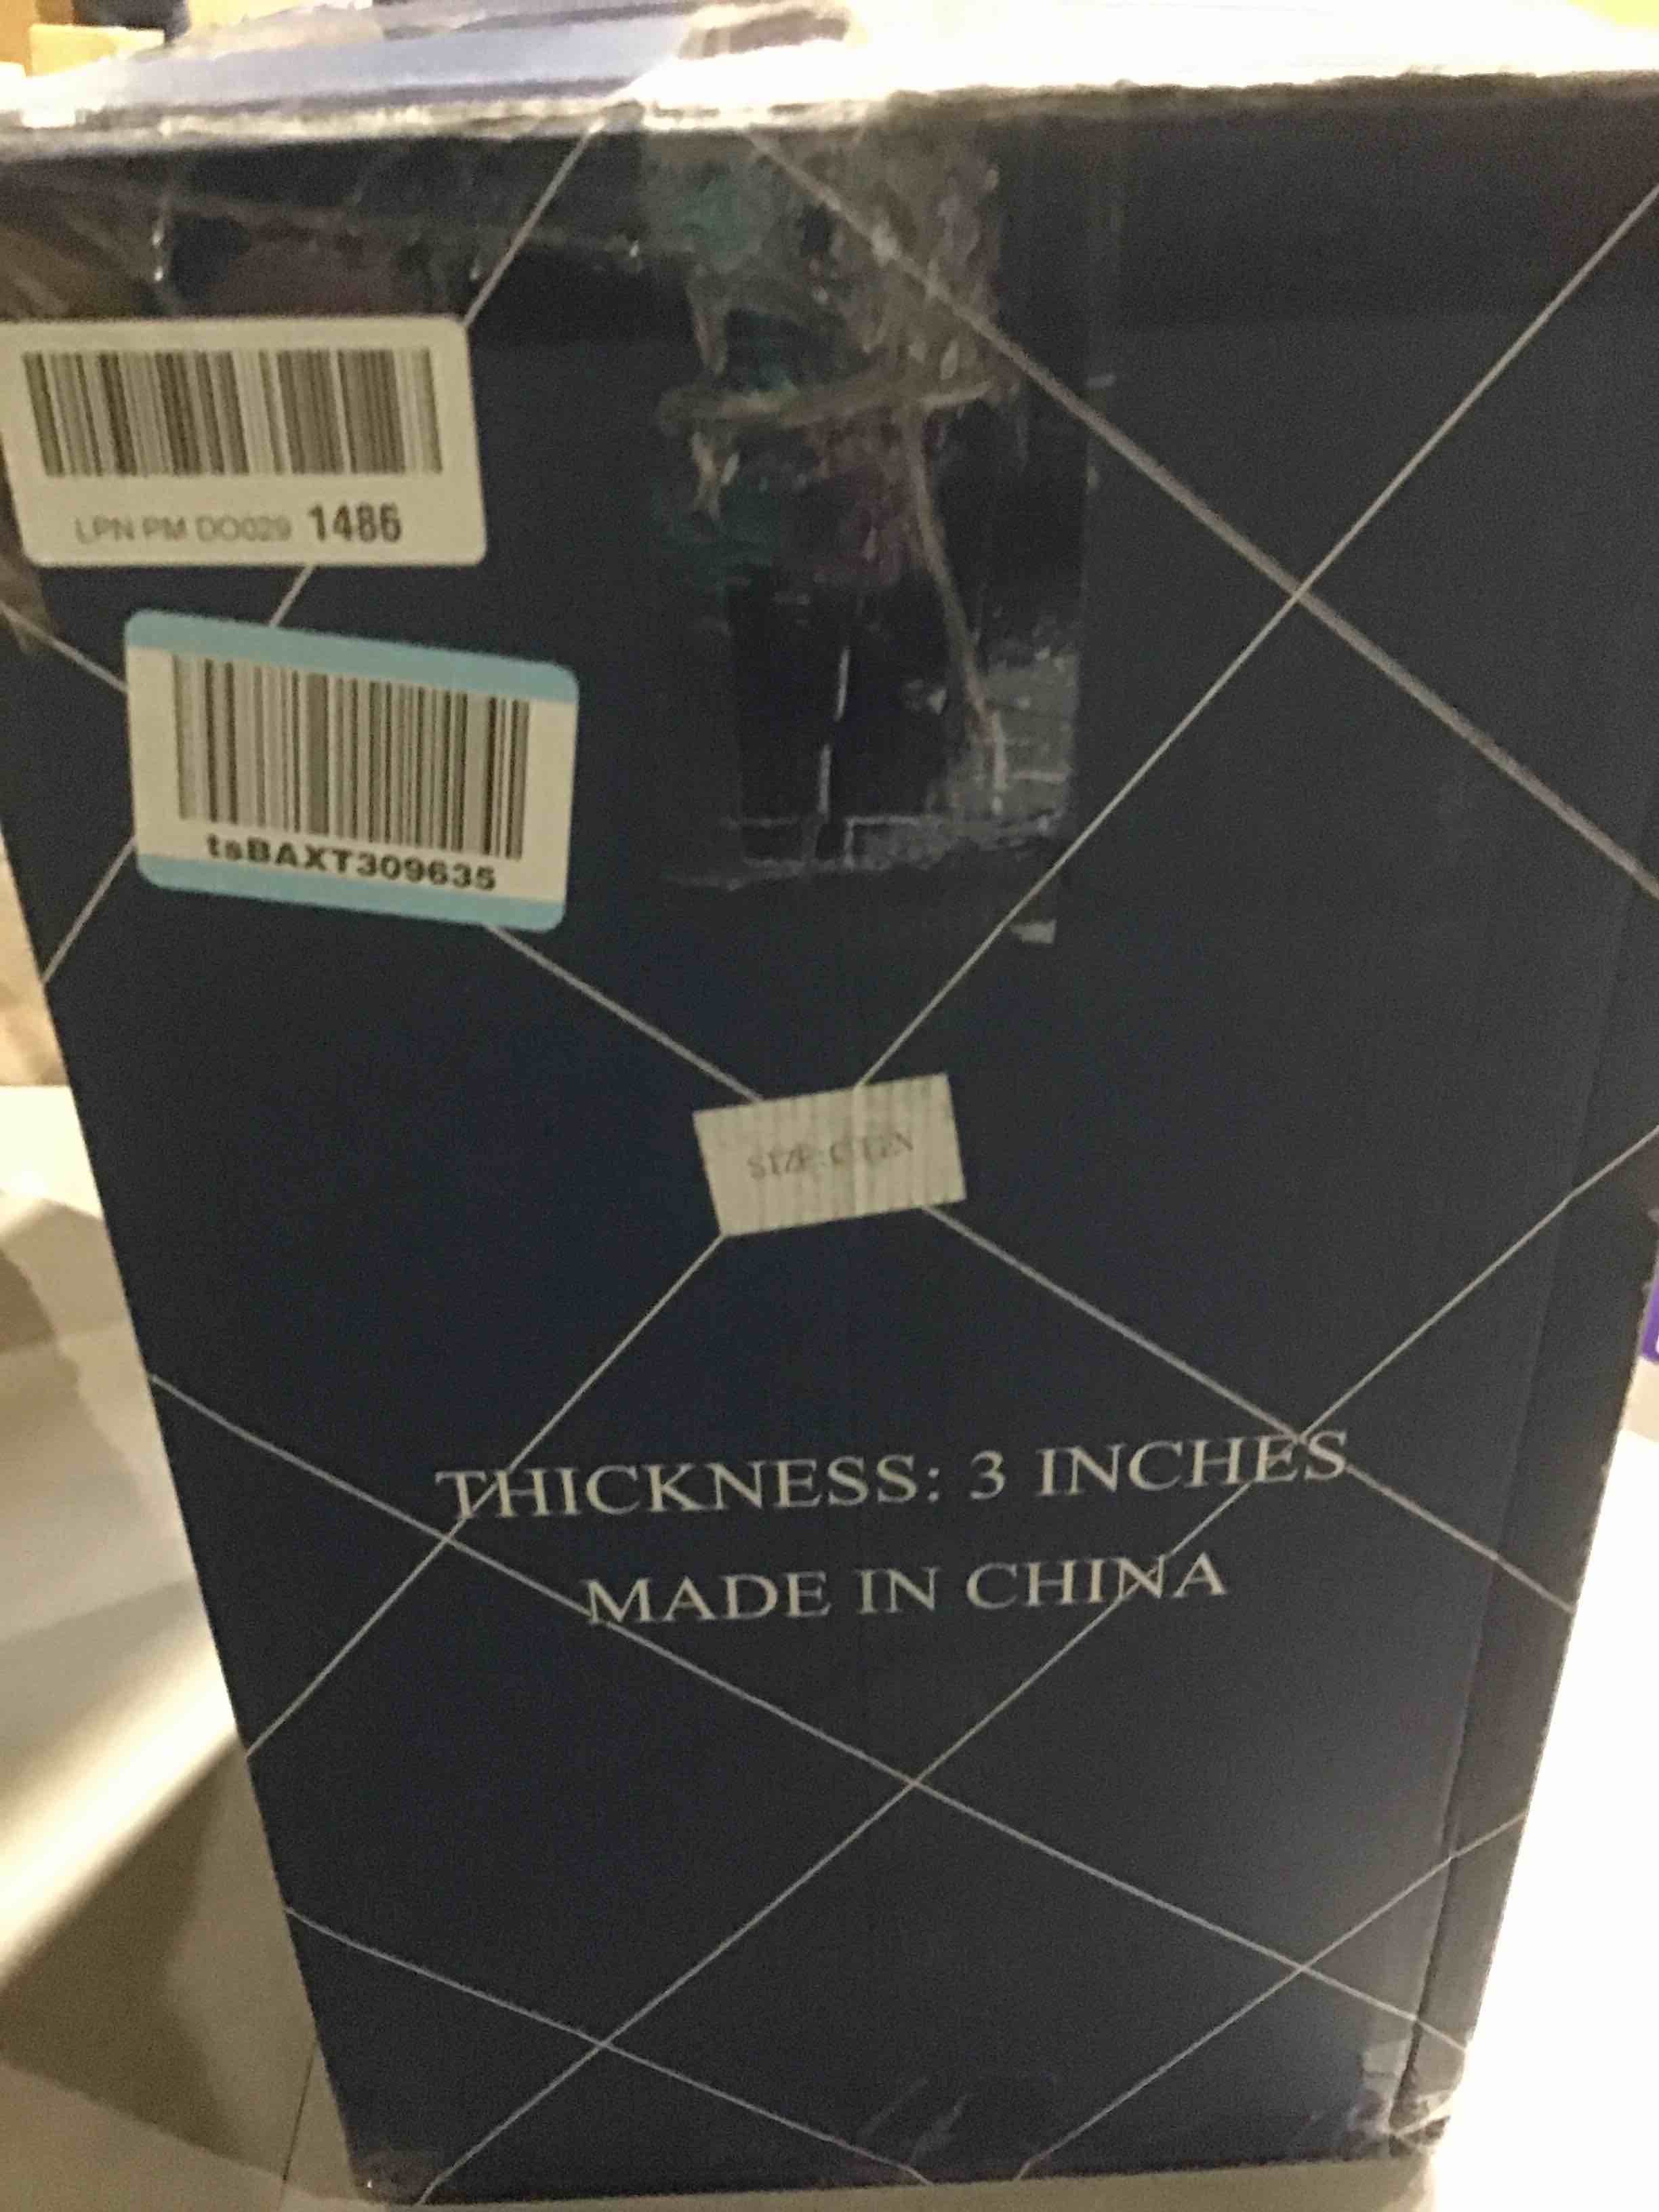 LPN PM DO029 1486
tsBAXT309635
THICKNESS: 3 INCHES
MADE IN CHINA